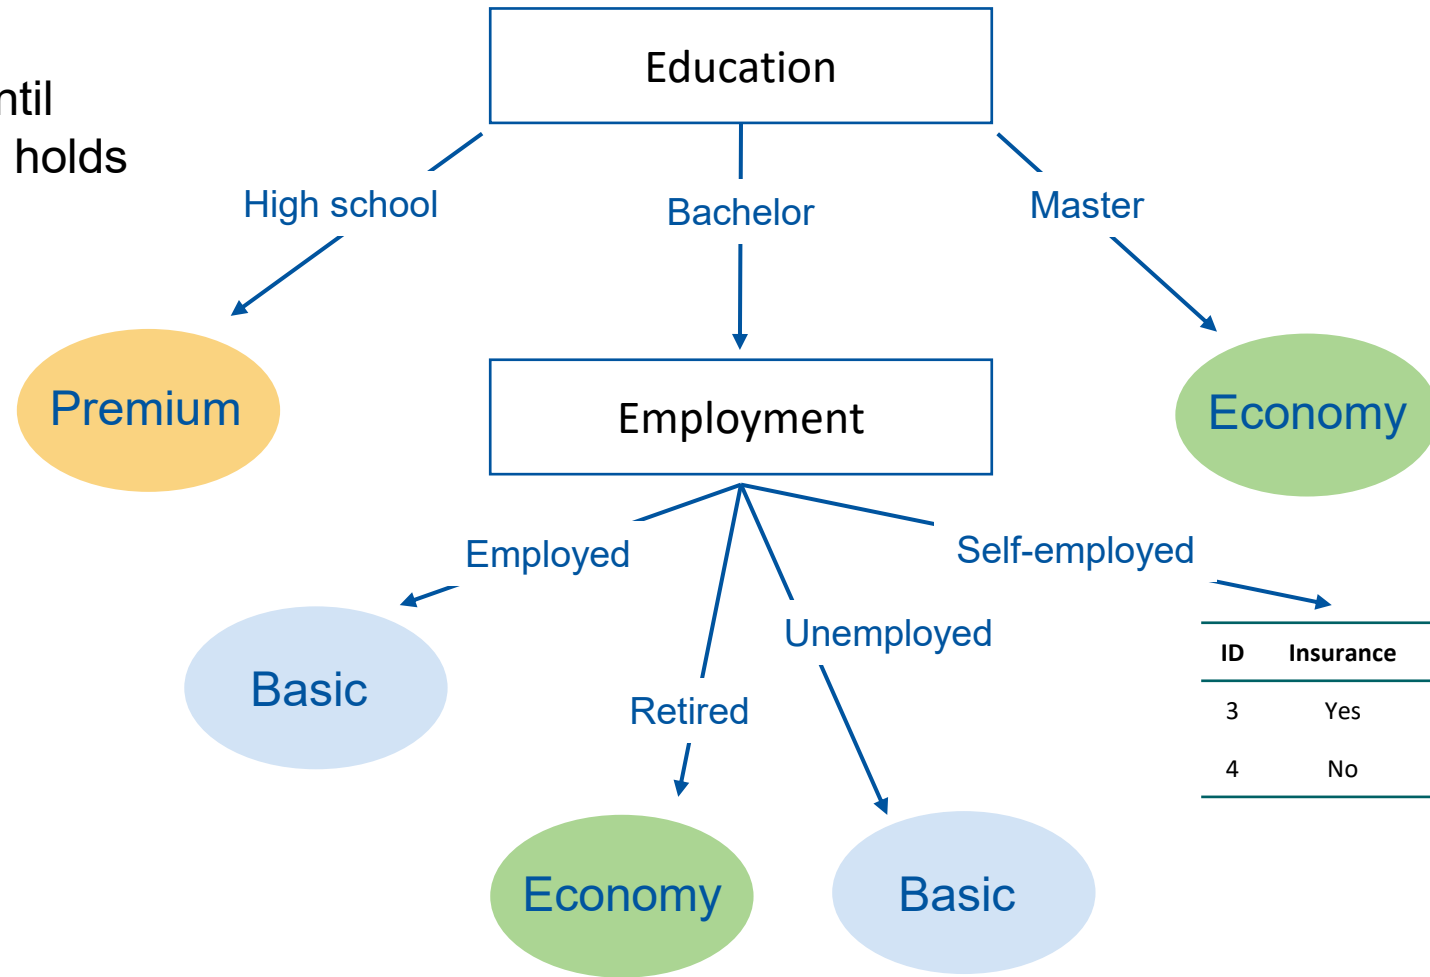 Education
holds
High school
Bachelor
Master
Premium
Employment
Economy
Employed
Self-employed
Unemployed
Basic
Retired
ID Insurance
3 Yes
4 No
Economy
Basic